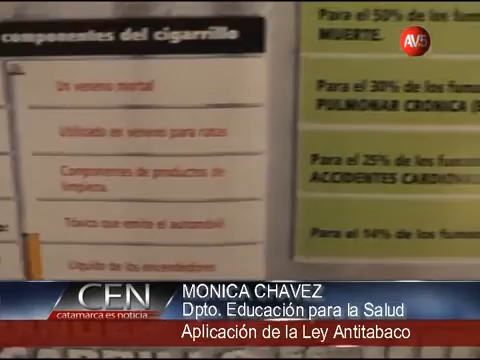 componentes del cigarrillo
Un veneno mortal
Utilizado en veneno para ratas
Componentes de productos de
limpieza.
Tóxico que emite el automóvil
Líquido de los encendedores
Para el 50% de los
MUERTE.
Para el 30% de los
PULMONAR CRÓNICA
Para el 25% de los
ACCIDENTES
Para el 14% de los
AV5
CEN
catamarca es noticia
MONICA CHAVEZ
Dpto. Educación para la Salud
Aplicación de la Ley Antitabaco